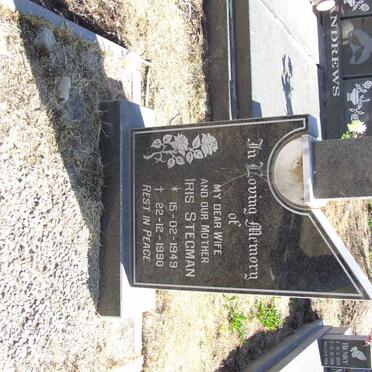 In Loving Memory
of
MY DEAR WIFE
AND OUR MOTHER
IRIS STEGMAN
* 15-02-1949
† 22-12-1990
REST IN PEACE
ANDREWS
HENRY